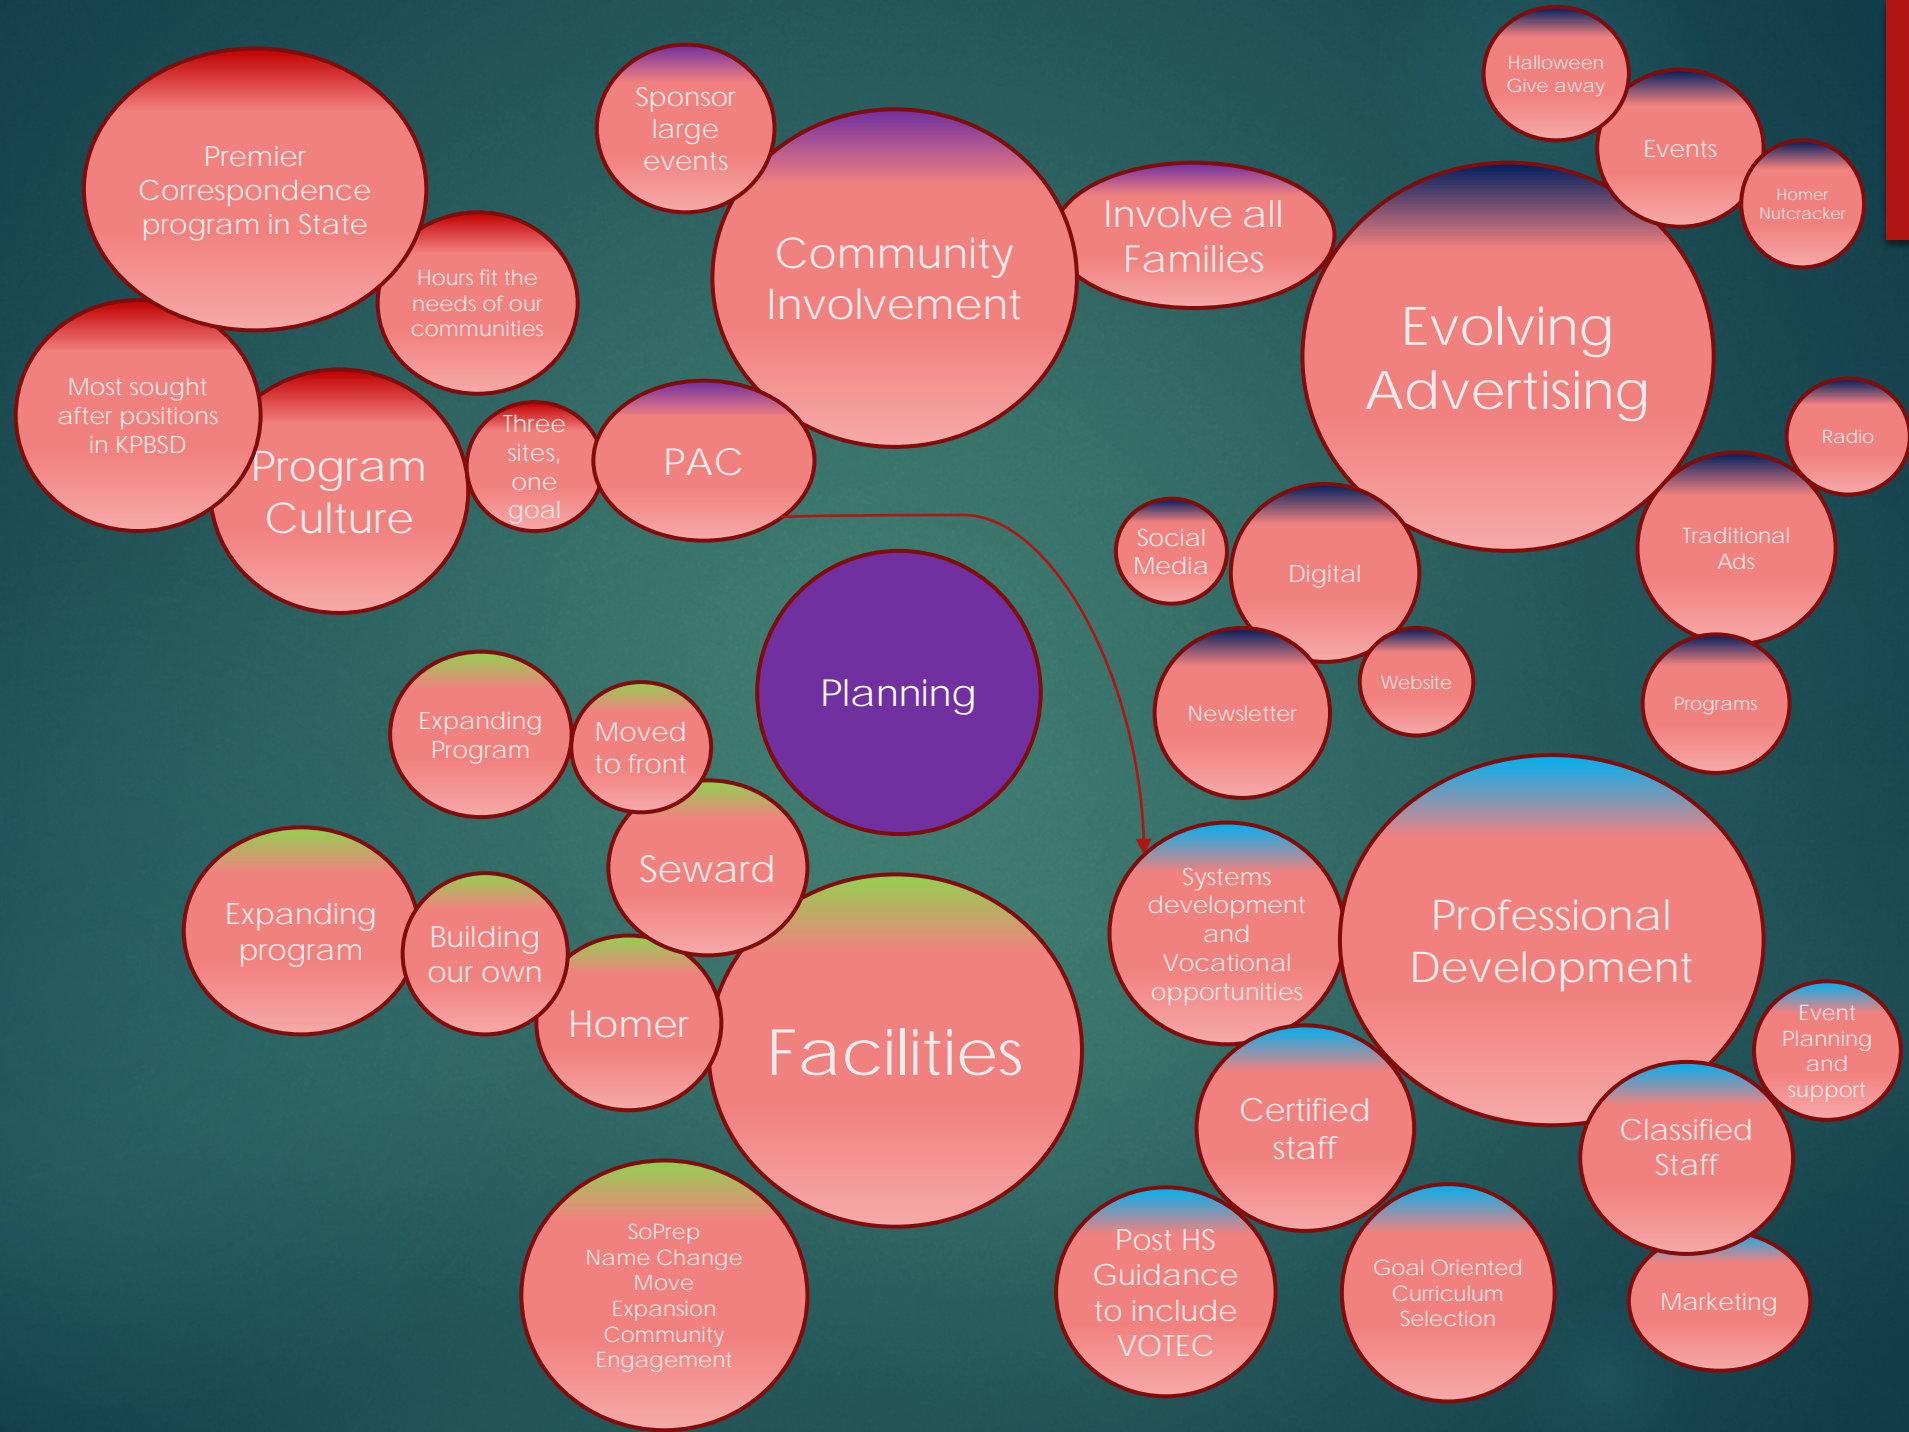 Premier
Correspondence
program in State
Hours fit the
needs of our
communities
Most sought
after positions
in KPBSD
Program
Culture
Three
sites,
one
goal
Sponsor
large
events
Community
Involvement
Involve all
Families
PAC
Halloween
Give away
Events
Homer
Nutcracker
Evolving
Advertising
Radio
Traditional
Ads
Programs
Social
Media
Digital
Newsletter
Website
Planning
Expanding
Program
Moved
to front
Seward
Expanding
program
Building
our own
Homer
Facilities
SoPrep
Name Change
Move
Expansion
Community
Engagement
Systems
development
and
Vocational
opportunities
Professional
Development
Event
Planning
and
support
Certified
staff
Classified
Staff
Post HS
Guidance
to include
VOTEC
Goal Oriented
Curriculum
Selection
Marketing